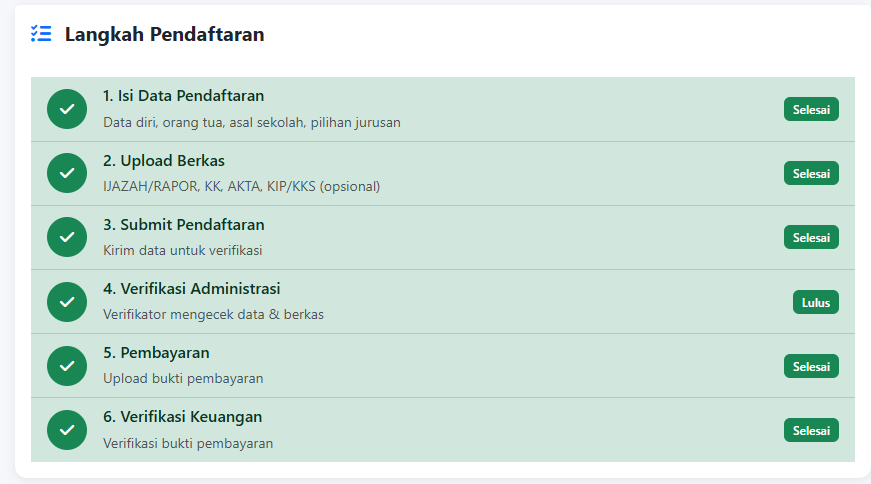 Langkah Pendaftaran
1. Isi Data Pendaftaran
Data diri, orang tua, asal sekolah, pilihan jurusan
Selesai
2. Upload Berkas
IJAZAH/RAPOR, KK, AKTA, KIP/KKS (opsional)
Selesai
3. Submit Pendaftaran
Kirim data untuk verifikasi
Selesai
4. Verifikasi Administrasi
Verifikator mengecek data & berkas
Lulus
5. Pembayaran
Upload bukti pembayaran
Selesai
6. Verifikasi Keuangan
Verifikasi bukti pembayaran
Selesai